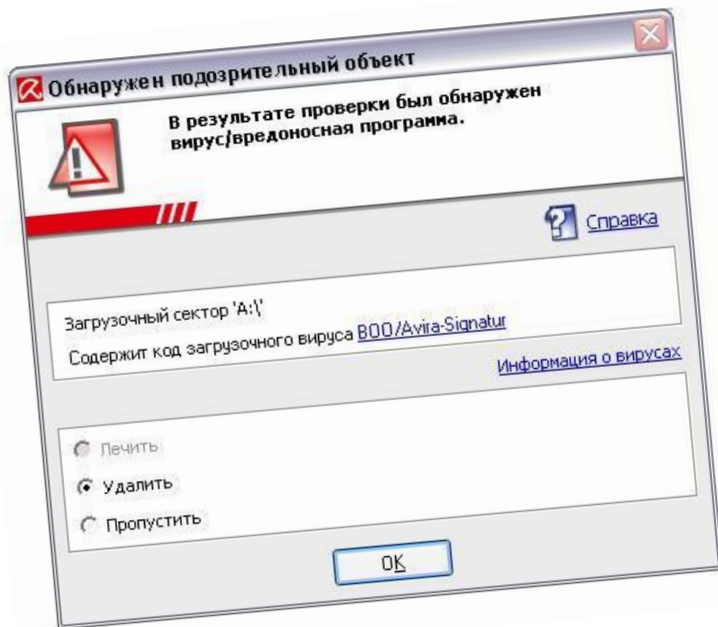 Обнаружен подозрительный объект
В результате проверки был обнаружен
вирус/вредоносная программа.
Справка
Загрузочный сектор 'A:\'
Содержит код загрузочного вируса BOO/Avira-Signatur
Информация о вирусах
Лечить
Удалить
Пропустить
OK